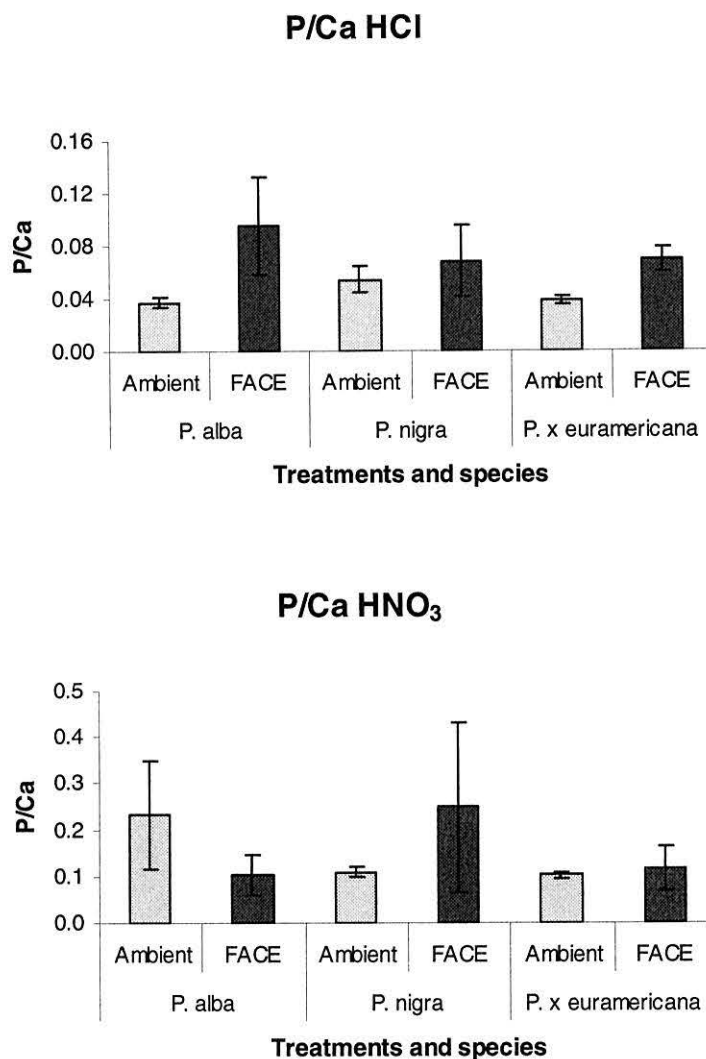 P/Ca HCl
P/Ca
0.16
0.12
0.08
0.04
0.00
Ambient FACE Ambient FACE Ambient FACE
P. alba P. nigra P. x euramericana
Treatments and species
P/Ca HNO₃
P/Ca
0.5
0.4
0.3
0.2
0.1
0.0
Ambient FACE Ambient FACE Ambient FACE
P. alba P. nigra P. x euramericana
Treatments and species